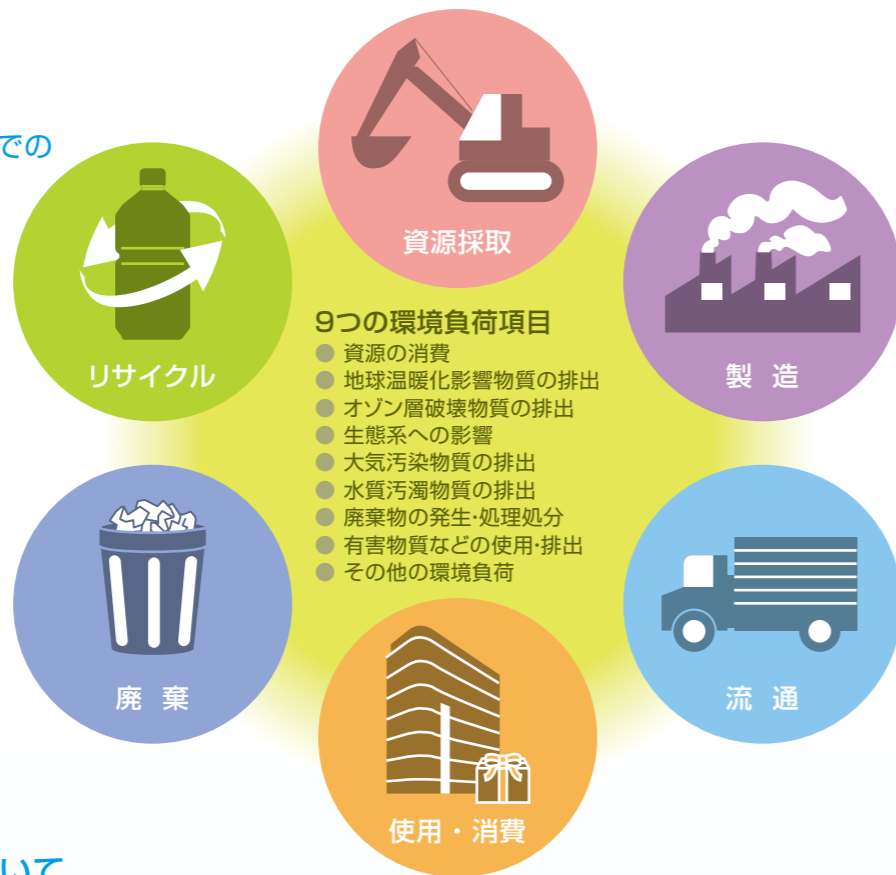 での
資源採取
リサイクル
製 造
9つの環境負荷項目
● 資源の消費
● 地球温暖化影響物質の排出
● オゾン層破壊物質の排出
● 生態系への影響
● 大気汚染物質の排出
● 水質汚濁物質の排出
● 廃棄物の発生・処理処分
● 有害物質などの使用・排出
● その他の環境負荷
廃 棄
流 通
使用・消費
いて